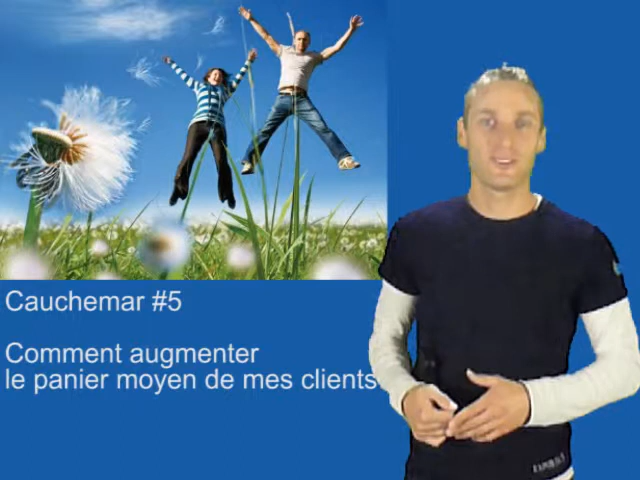 Cauchemar #5
Comment augmenter
le panier moyen de mes clients